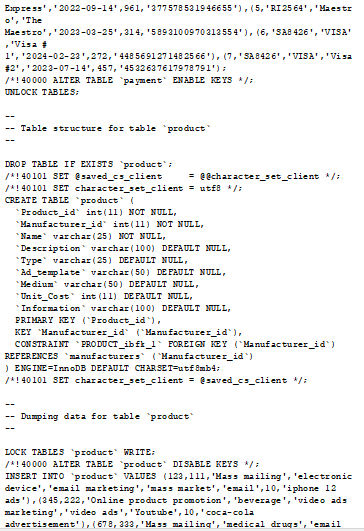 Express','2022-09-14',961,'377578531946655'),(5,'RI2564','Maestr
o','The
Maestro','2023-03-25',314,'5893100970313554'),(6,'SA8426','VISA'
,'Visa #
1','2024-02-23',272,'4485691271482566'),(7,'SA8426','VISA','Visa
#2','2023-07-14',457,'4532637617978791');
/*!40000 ALTER TABLE `payment` ENABLE KEYS */;
UNLOCK TABLES;
--
-- Table structure for table `product`
--
DROP TABLE IF EXISTS `product`;
/*!40101 SET @saved_cs_client     = @@character_set_client */;
/*!40101 SET character_set_client = utf8 */;
CREATE TABLE `product` (
  `Product_id` int(11) NOT NULL,
  `Manufacturer_id` int(11) NOT NULL,
  `Name` varchar(25) NOT NULL,
  `Description` varchar(100) DEFAULT NULL,
  `Type` varchar(25) DEFAULT NULL,
  `Ad_template` varchar(50) DEFAULT NULL,
  `Medium` varchar(50) DEFAULT NULL,
  `Unit_Cost` int(11) DEFAULT NULL,
  `Information` varchar(100) DEFAULT NULL,
  PRIMARY KEY (`Product_id`),
  KEY `Manufacturer_id` (`Manufacturer_id`),
  CONSTRAINT `PRODUCT_ibfk_1` FOREIGN KEY (`Manufacturer_id`)
REFERENCES `manufacturers` (`Manufacturer_id`)
) ENGINE=InnoDB DEFAULT CHARSET=utf8mb4;
/*!40101 SET character_set_client = @saved_cs_client */;
--
-- Dumping data for table `product`
--
LOCK TABLES `product` WRITE;
/*!40000 ALTER TABLE `product` DISABLE KEYS */;
INSERT INTO `product` VALUES (123,111,'Mass mailing','electronic
device','email marketing','mass market','email',10,'iphone 12
ads'),(345,222,'Online product promotion','beverage','video ads
marketing','video ads','Youtube',10,'coca-cola
advertisement'),(678,333,'Mass mailing','medical drugs','email